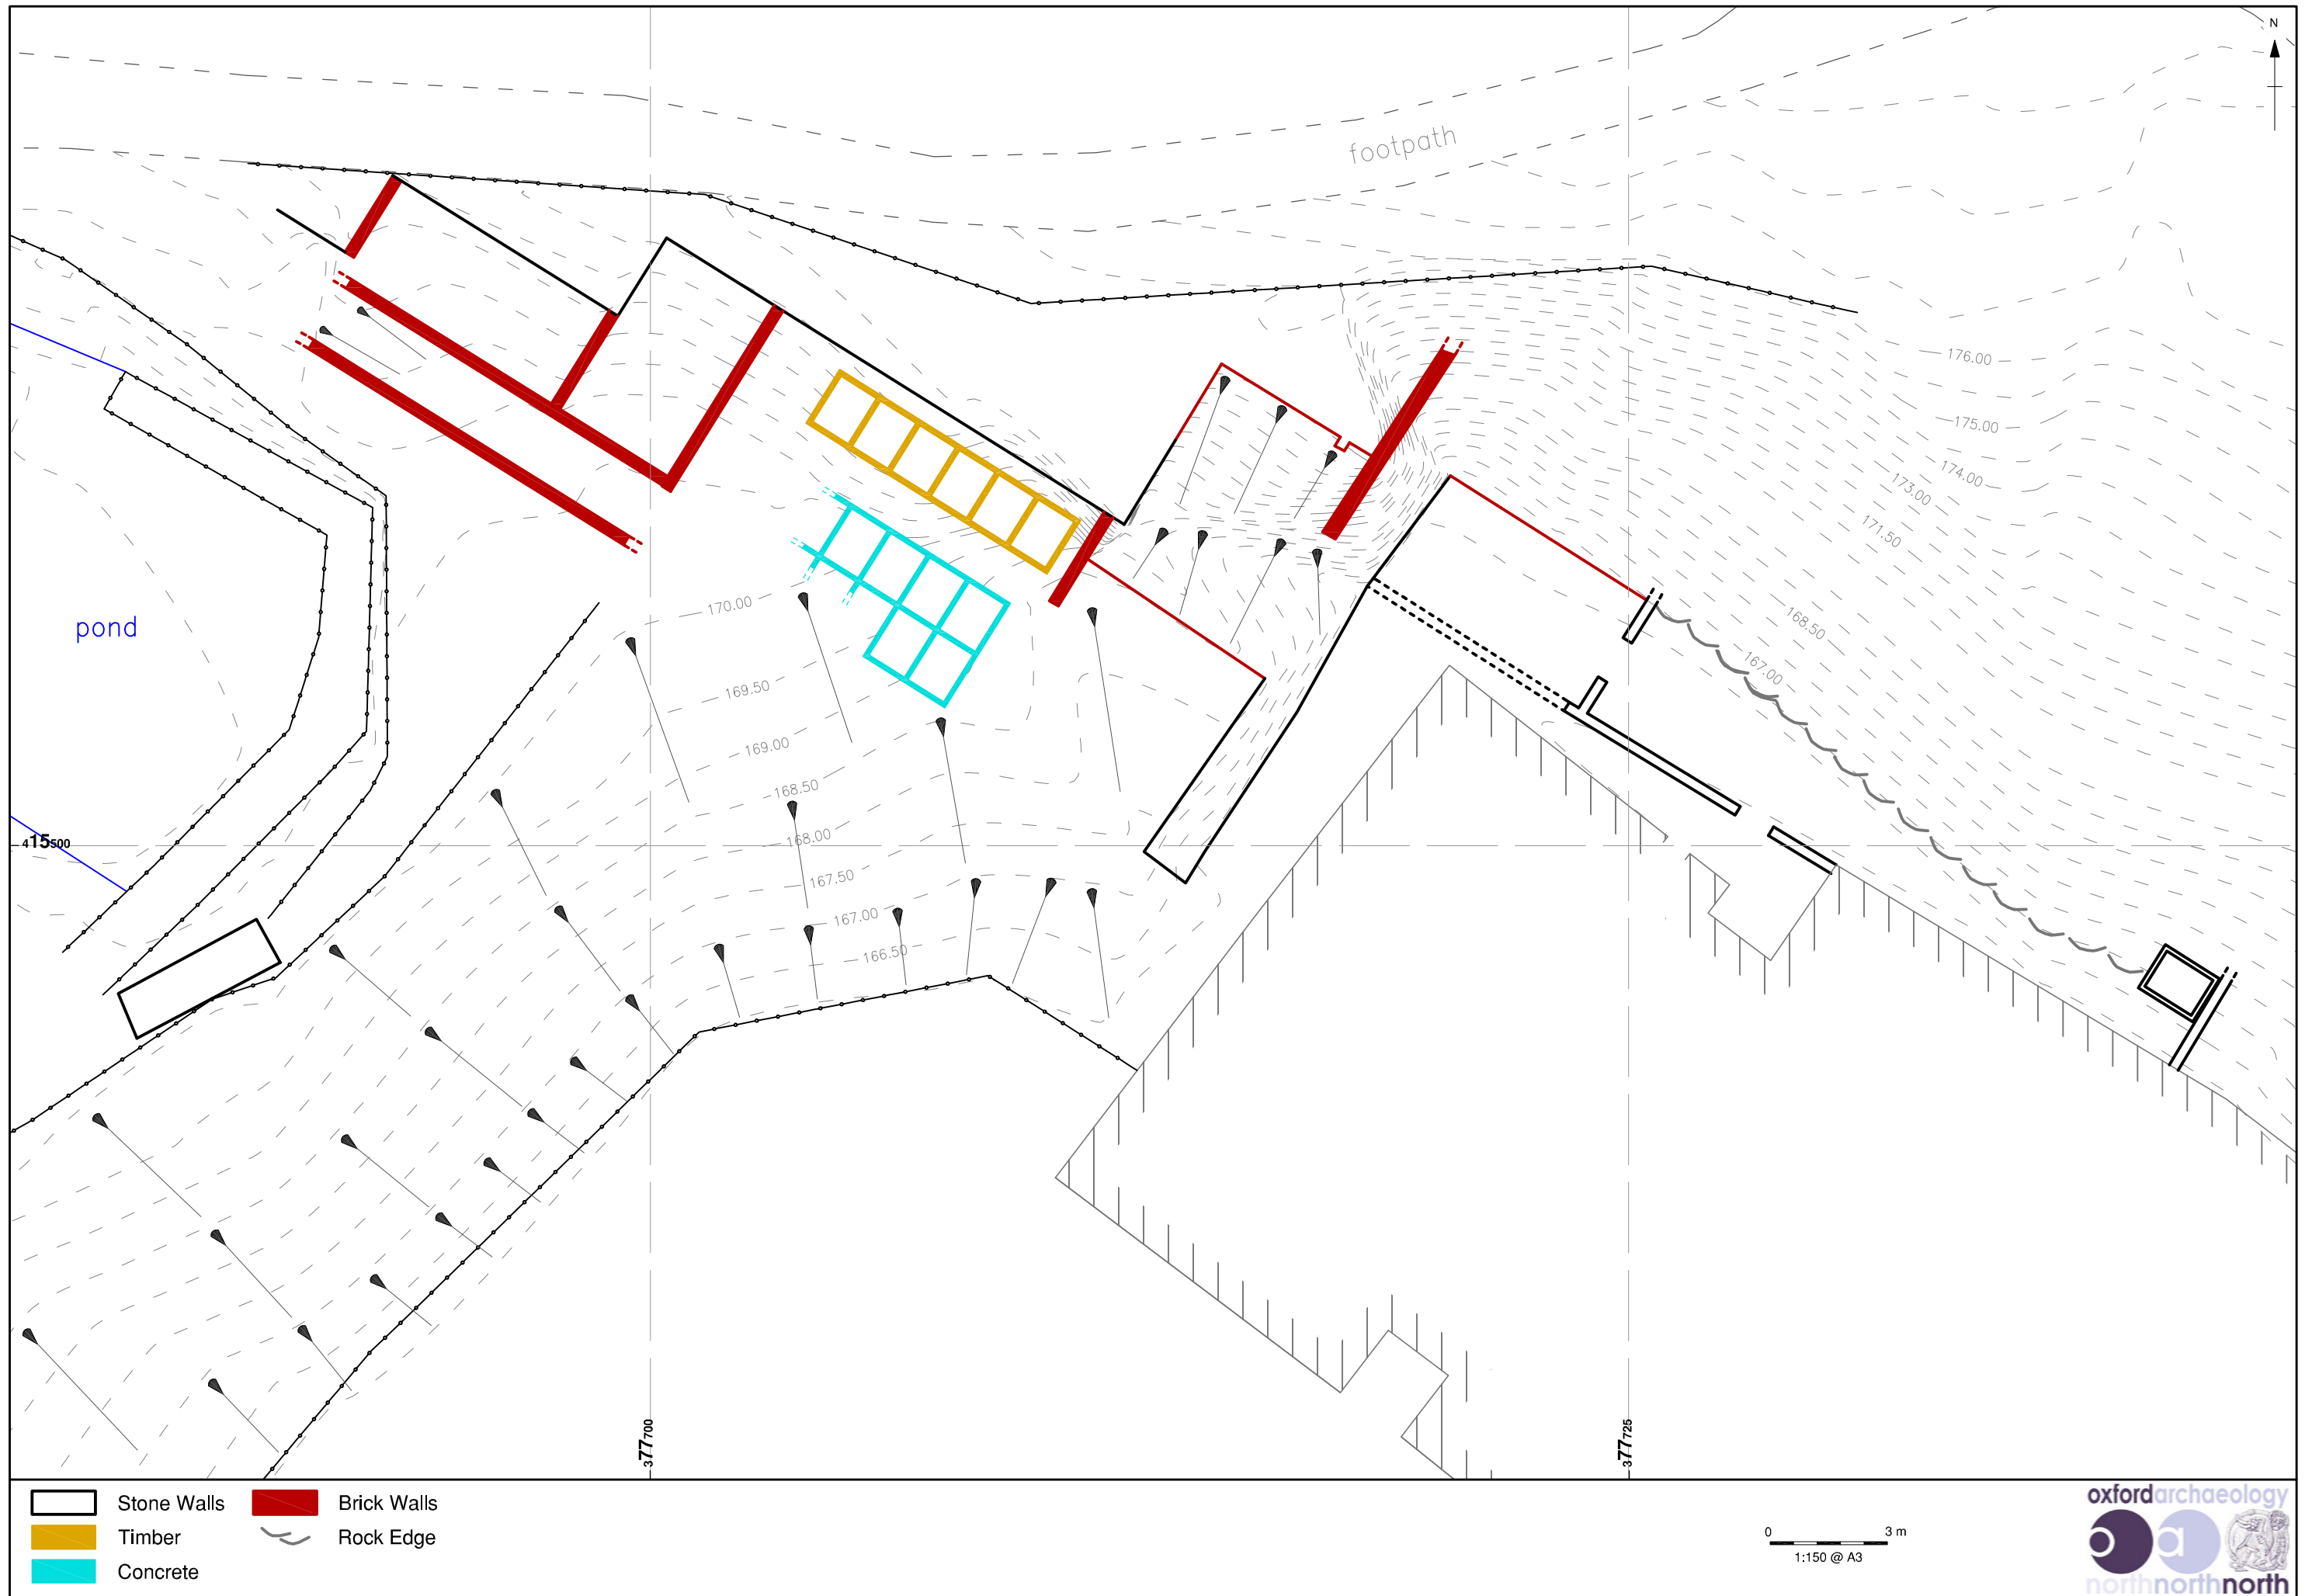 N
footpath
176.00
175.00
174.00
173.00
171.50
168.50
167.00
170.00
169.50
169.00
168.50
168.00
167.50
167.00
166.50
pond
415500
377700
377725
Stone Walls
Brick Walls
Timber
Rock Edge
Concrete
0 3 m
1:150 @ A3
oxfordarchaeology
oa
northnorthnorth